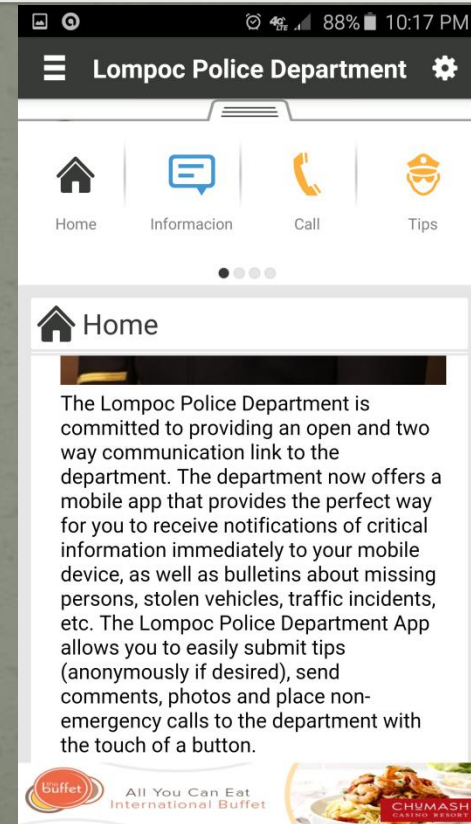 4G LTE 88% 10:17 PM
Lompoc Police Department
Home Informacion Call Tips
Home
The Lompoc Police Department is
committed to providing an open and two
way communication link to the
department. The department now offers a
mobile app that provides the perfect way
for you to receive notifications of critical
information immediately to your mobile
device, as well as bulletins about missing
persons, stolen vehicles, traffic incidents,
etc. The Lompoc Police Department App
allows you to easily submit tips
(anonymously if desired), send
comments, photos and place non-
emergency calls to the department with
the touch of a button.
the
buffet
All You Can Eat
International Buffet
CHUMASH
CASINO RESORT